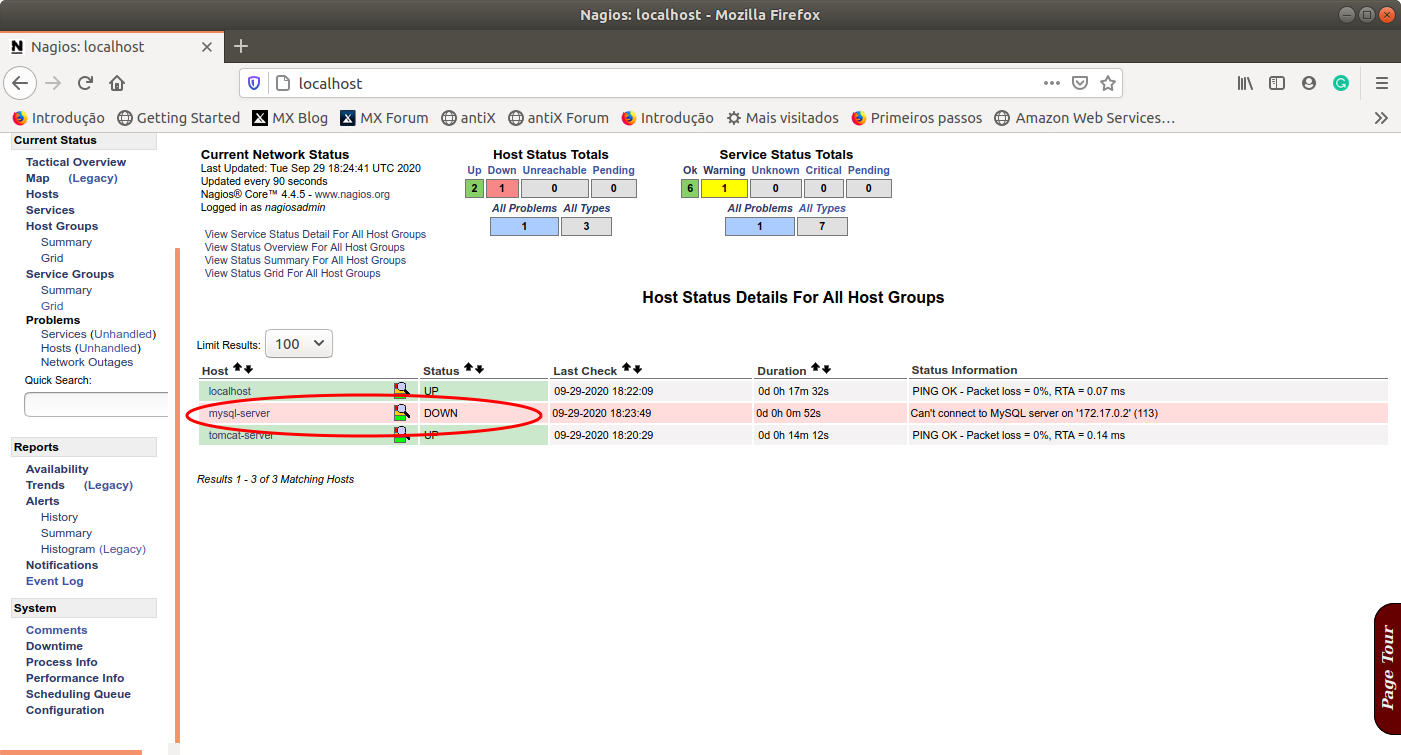 Nagios: localhost - Mozilla Firefox
Nagios: localhost
localhost
Introdução Getting Started MX Blog MX Forum antiX antiX Forum Introdução Mais visitados Primeiros passos Amazon Web Services…
Current Status
Tactical Overview
Map (Legacy)
Hosts
Services
Host Groups
Summary
Grid
Service Groups
Summary
Grid
Problems
Services (Unhandled)
Hosts (Unhandled)
Network Outages
Quick Search:
Reports
Availability
Trends (Legacy)
Alerts
History
Summary
Histogram (Legacy)
Notifications
Event Log
System
Comments
Downtime
Process Info
Performance Info
Scheduling Queue
Configuration
Current Network Status
Last Updated: Tue Sep 29 18:24:41 UTC 2020
Updated every 90 seconds
Nagios® Core™ 4.4.5 - www.nagios.org
Logged in as nagiosadmin
View Service Status Detail For All Host Groups
View Status Overview For All Host Groups
View Status Summary For All Host Groups
View Status Grid For All Host Groups
Host Status Totals
Up Down Unreachable Pending
2 1 0 0
All Problems All Types
1 3
Service Status Totals
Ok Warning Unknown Critical Pending
6 1 0 0 0
All Problems All Types
1 7
Host Status Details For All Host Groups
Limit Results: 100
Host Status Last Check Duration Status Information
localhost UP 09-29-2020 18:22:09 0d 0h 17m 32s PING OK - Packet loss = 0%, RTA = 0.07 ms
mysql-server DOWN 09-29-2020 18:23:49 0d 0h 0m 52s Can't connect to MySQL server on '172.17.0.2' (113)
tomcat-server UP 09-29-2020 18:20:29 0d 0h 14m 12s PING OK - Packet loss = 0%, RTA = 0.14 ms
Results 1 - 3 of 3 Matching Hosts
Page Tour